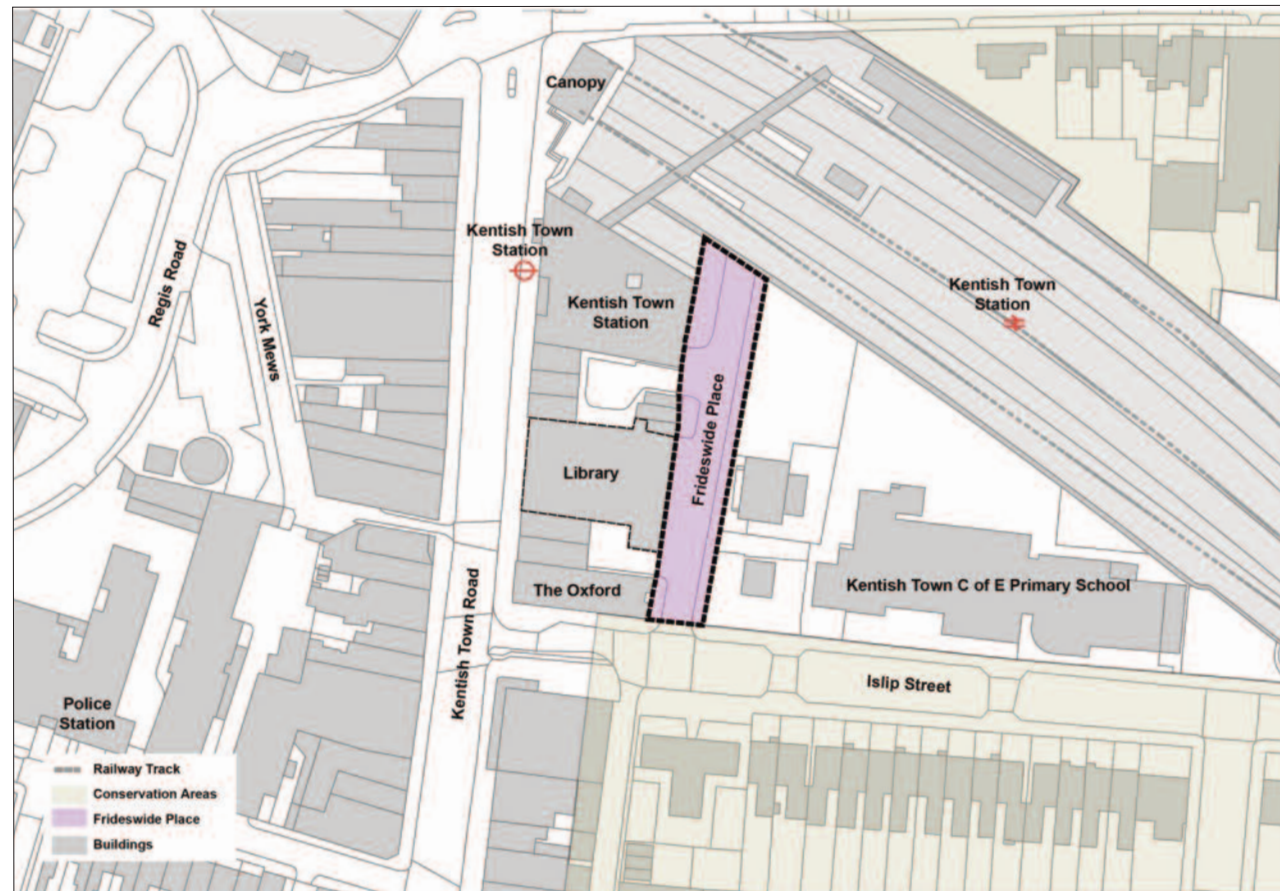 Canopy
Kentish Town
Station
Regis Road
York Mews
Kentish Town
Station
Kentish Town
Station
Frideswide Place
Library
The Oxford
Kentish Town C of E Primary School
Kentish Town Road
Islip Street
Police
Station
Railway Track
Conservation Areas
Frideswide Place
Buildings